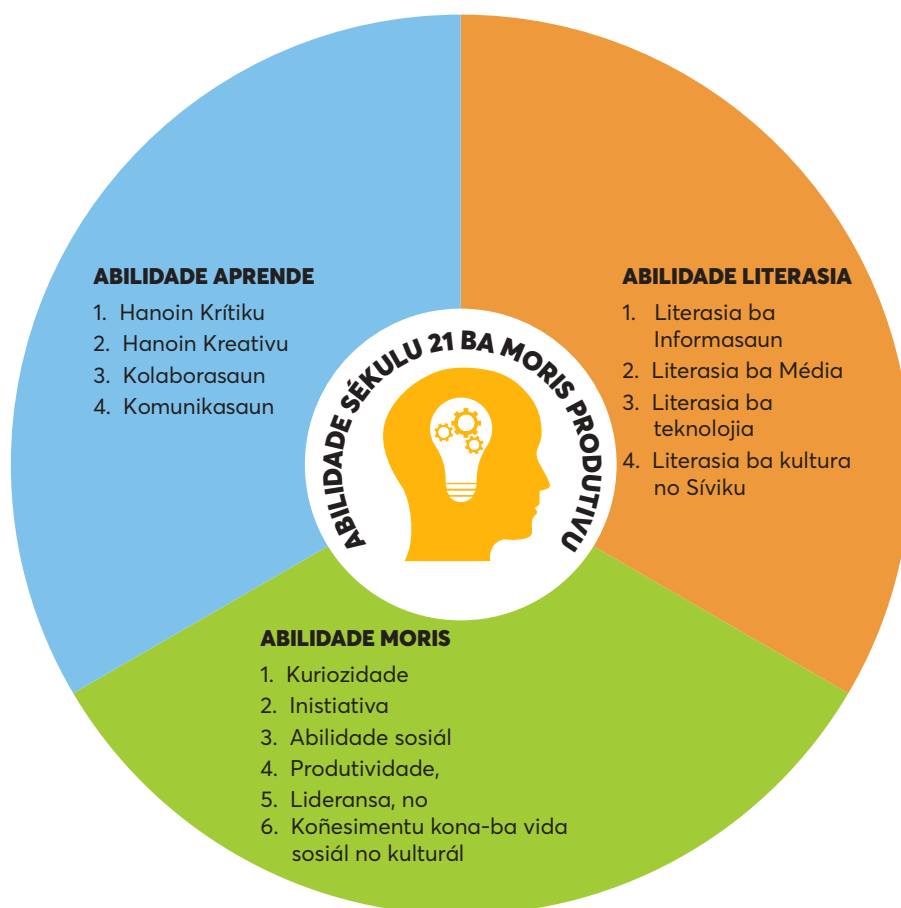 ABILIDADE SÉKULU 21 BA MORIS PRODUTIVU
ABILIDADE APRENDE
1. Hanoin Krítiku
2. Hanoin Kreativu
3. Kolaborasaun
4. Komunikasaun
ABILIDADE LITERASIA
1. Literasia ba
Informasaun
2. Literasia ba Média
3. Literasia ba
teknolojia
4. Literasia ba kultura
no Síviku
ABILIDADE MORIS
1. Kuriozidade
2. Inistiativa
3. Abilidade sosiál
4. Produtividade,
5. Lideransa, no
6. Koñesimentu kona-ba vida
sosiál no kulturál